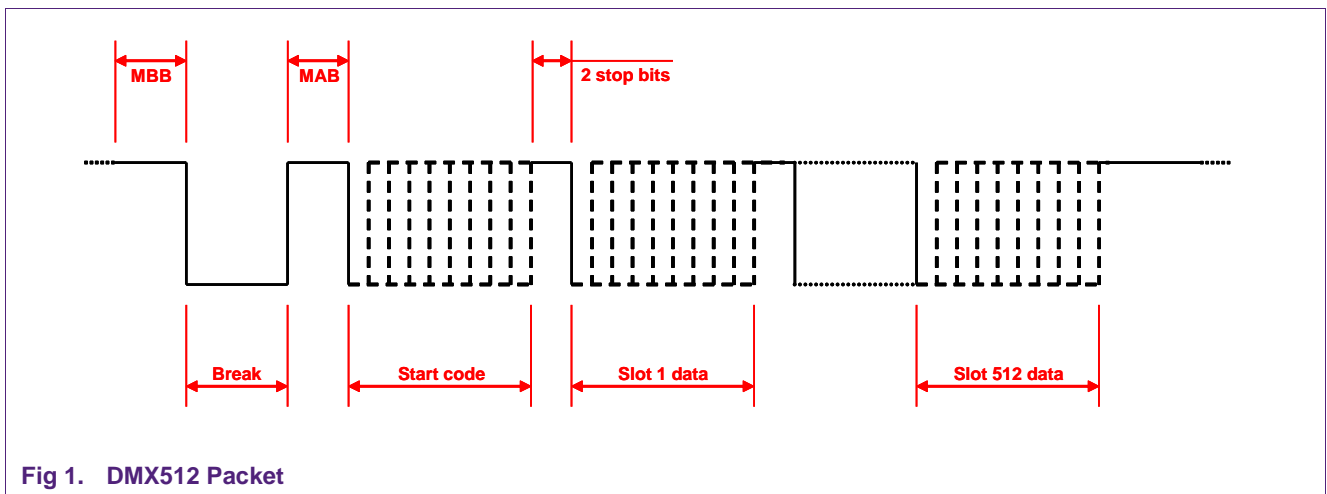 MBB
MAB
2 stop bits
Break
Start code
Slot 1 data
Slot 512 data
Fig 1. DMX512 Packet